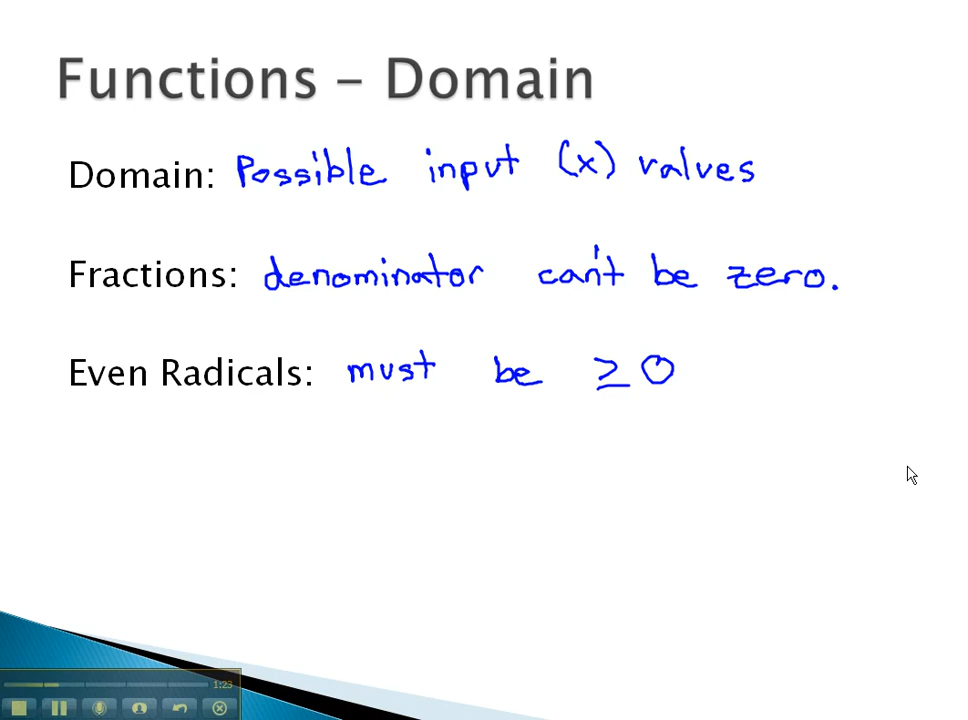 Functions - Domain
Domain: Possible input (x) values
Fractions: denominator can't be zero.
Even Radicals: must be ≥ 0
1:23